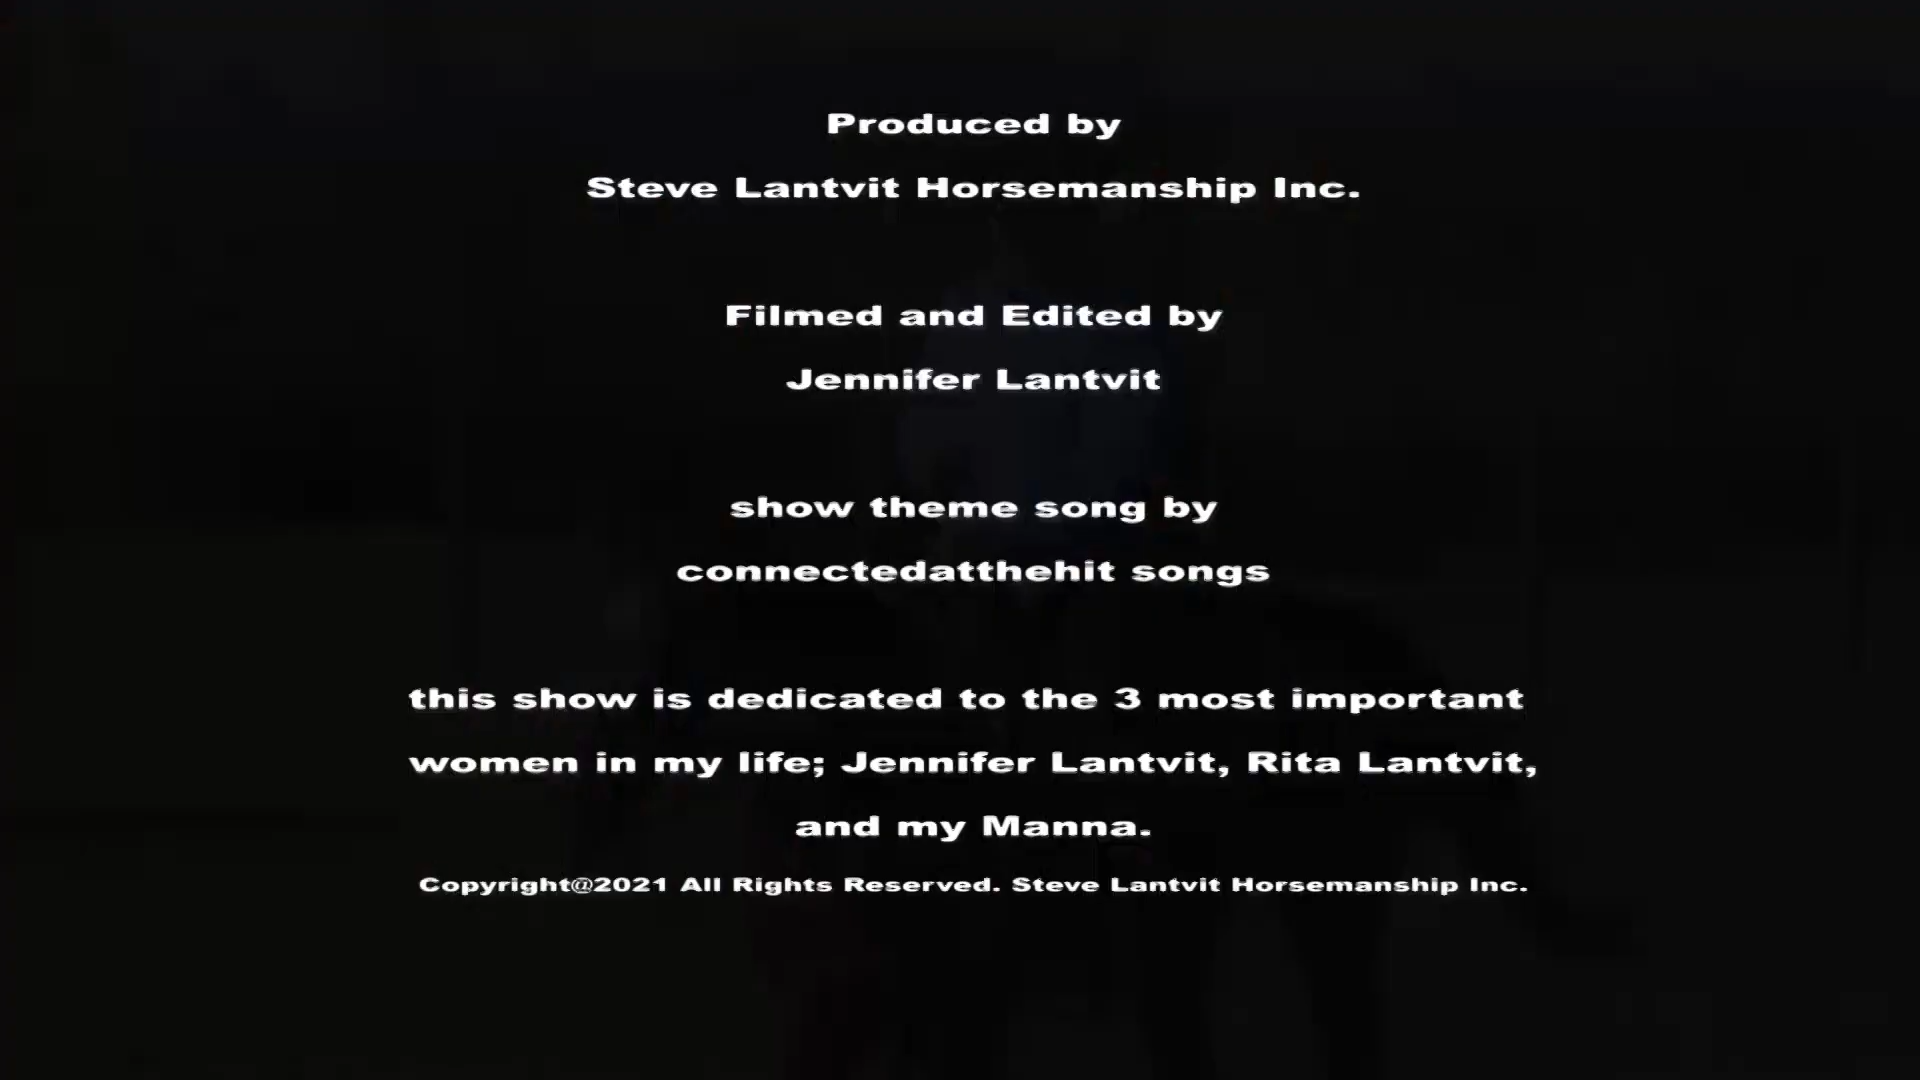 Produced by
Steve Lantvit Horsemanship Inc.
Filmed and Edited by
Jennifer Lantvit
show theme song by
connectedatthehit songs
this show is dedicated to the 3 most important
women in my life; Jennifer Lantvit, Rita Lantvit,
and my Manna.
Copyright@2021 All Rights Reserved. Steve Lantvit Horsemanship Inc.